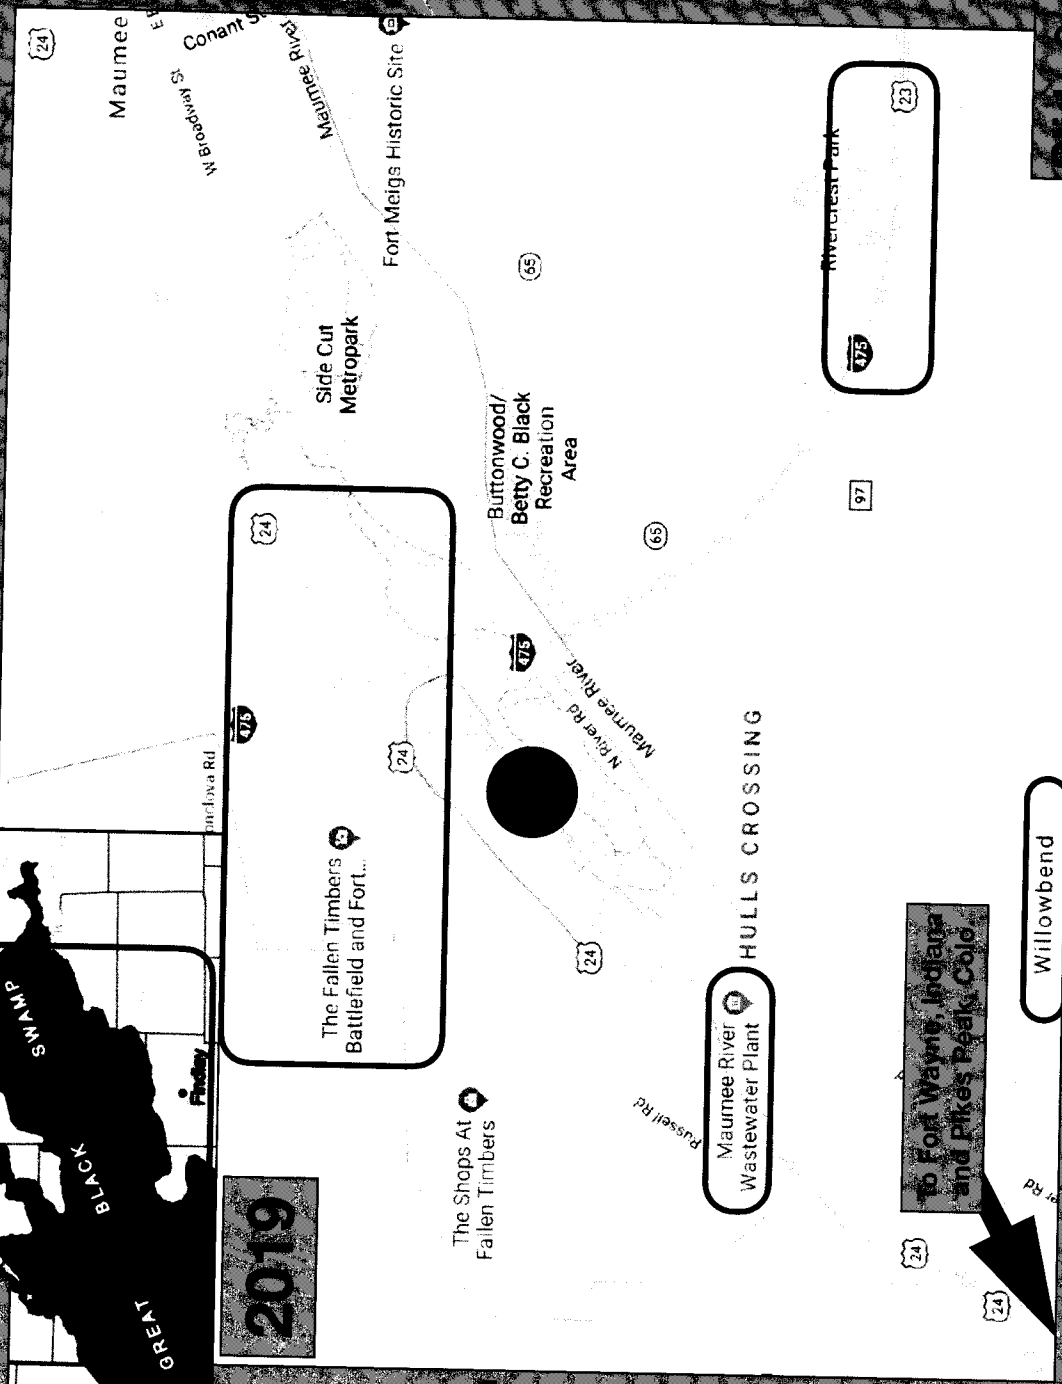 GREAT
BLACK
SWAMP
Findlay
2019
24
Maumee
Conant
W Broadway St
Maumee River
Fort Meigs Historic Site
Side Cut
Metropark
65
Rivercrest Park
23
475
Buttonwood/
Betty C. Black
Recreation
Area
24
475
65
97
475
24
The Fallen Timbers
Battlefield and Fort...
N River Rd
Maumee River
24
HULLS CROSSING
The Shops At
Fallen Timbers
Russell Rd
Maumee River
Wastewater Plant
To Fort Wayne, Indiana
and Pikes Peak, Colo.
Willowbend
24
24